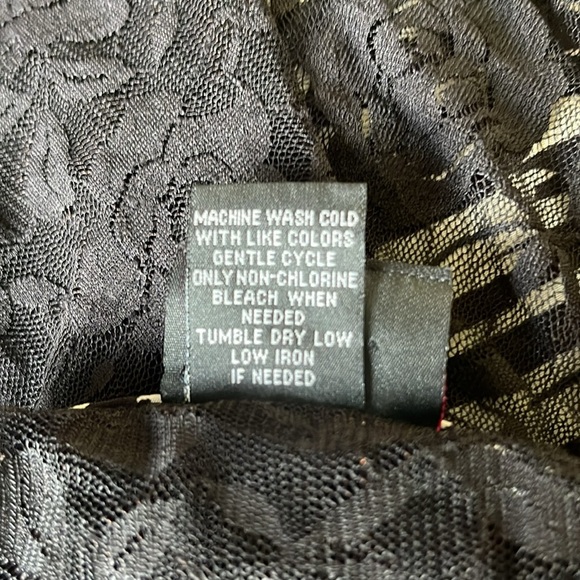 MACHINE WASH COLD
WITH LIKE COLORS
GENTLE CYCLE
ONLY NON-CHLORINE
BLEACH WHEN
NEEDED
TUMBLE DRY LOW
LOW IRON
IF NEEDED